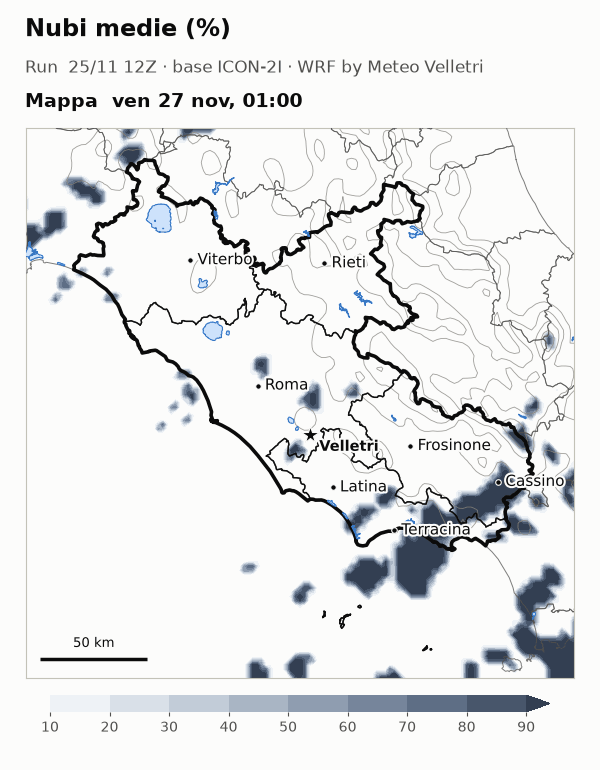 Nubi medie (%)
Run  25/11 12Z · base ICON-2I · WRF by Meteo Velletri
Mappa  ven 27 nov, 01:00
Viterbo
Rieti
Roma
Velletri
Frosinone
Latina
Cassino
Terracina
50 km
10 20 30 40 50 60 70 80 90